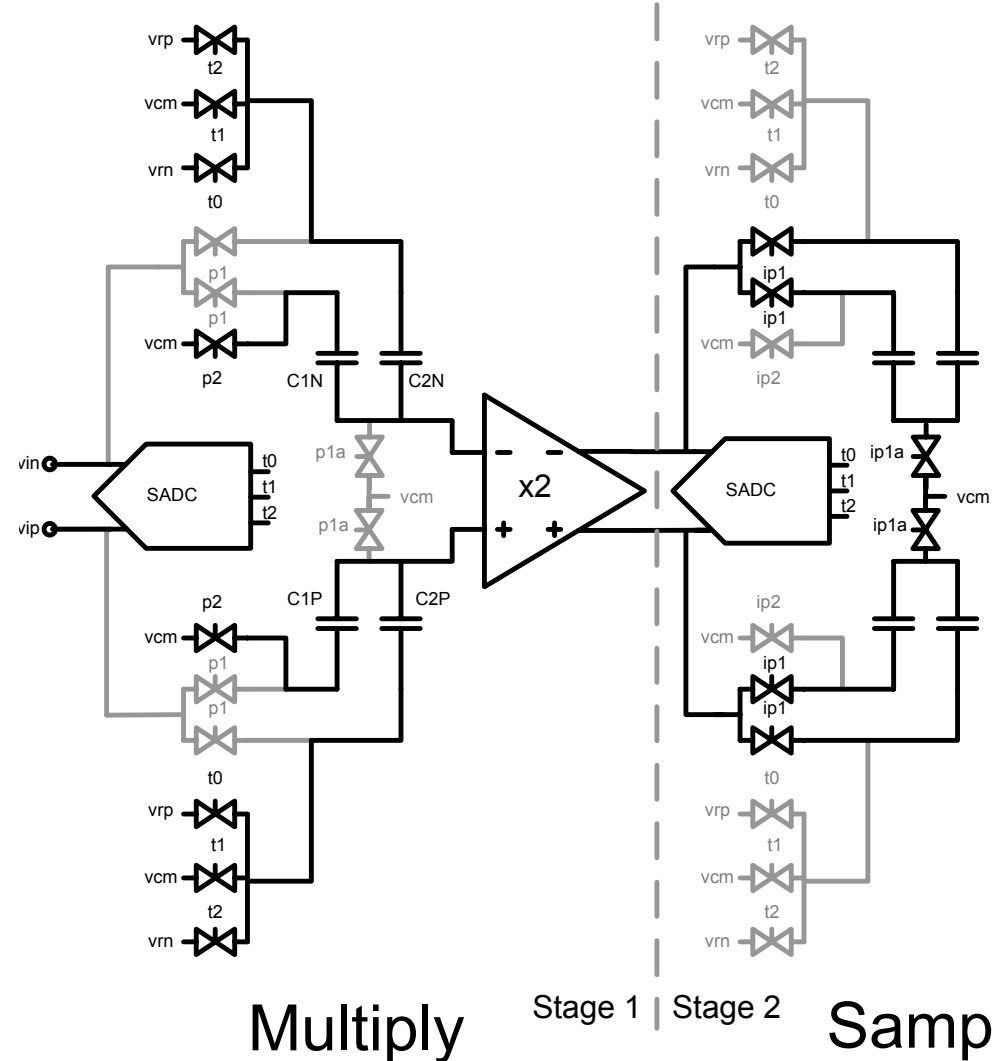 vrp
t2
vcm
t1
vrn
t0
p1
p1
vcm
p2
C1N
C2N
vin
vip
SADC
t0
t1
t2
p1a
vcm
p1a
x2
C1P
C2P
p2
vcm
p1
p1
t0
vrp
t1
vcm
t2
vrn
vrp
t2
vcm
t1
vrn
t0
ip1
ip1
vcm
ip2
SADC
t0
t1
t2
ip1a
vcm
ip1a
ip2
vcm
ip1
ip1
t0
vrp
t1
vcm
t2
vrn
Stage 1
Stage 2
Multiply
Samp